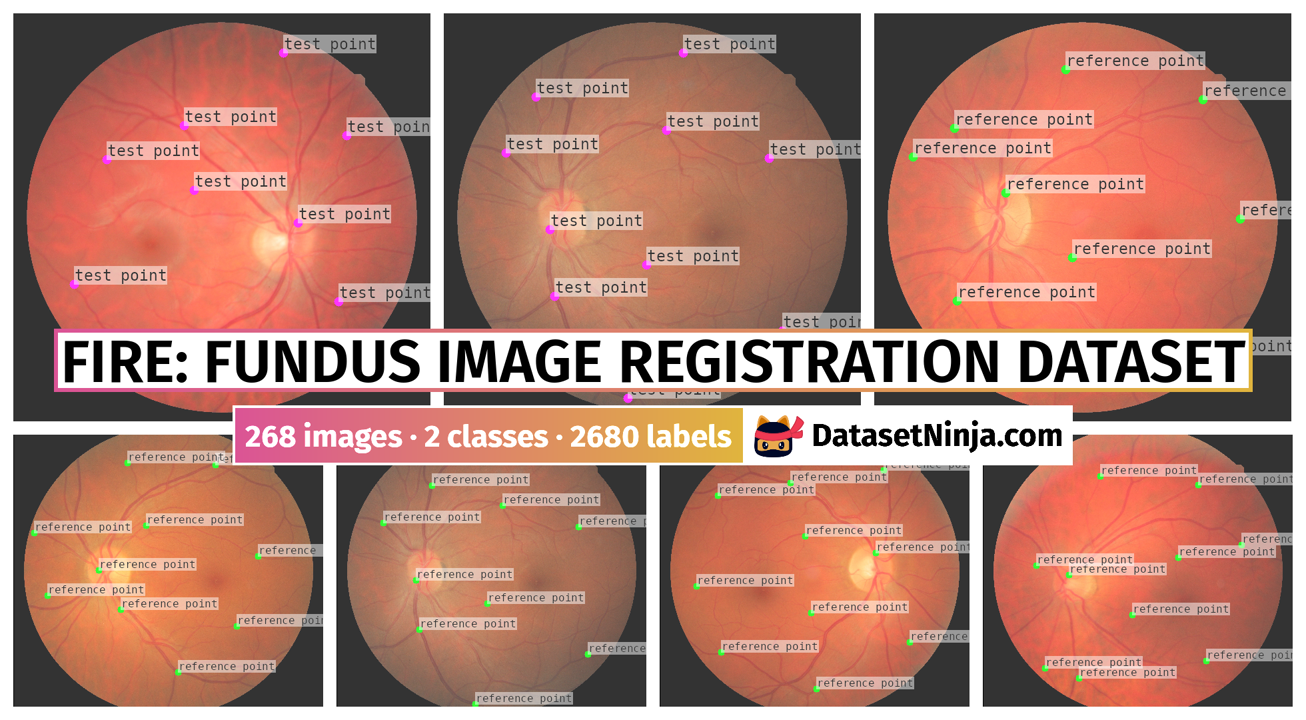 test point
test point
test point
test poin
test point
test point
test point
test point
test point
test point
test point
test point
test point
test point
test point
test point
test point
test poi
test point
reference point
reference
reference point
reference point
reference point
refere
reference point
reference point
point
FIRE: FUNDUS IMAGE REGISTRATION DATASET
268 images · 2 classes · 2680 labels
DatasetNinja.com
reference point
reference point
reference point
reference
reference point
reference point
reference point
reference poin
reference point
reference point
reference point
reference point
reference p
reference point
reference point
reference point
reference
reference point
reference point
reference point
reference point
reference point
reference point
reference point
reference point
reference
reference point
reference point
reference poin
referenc
reference point
reference point
reference point
reference point
reference poi
reference point
reference point